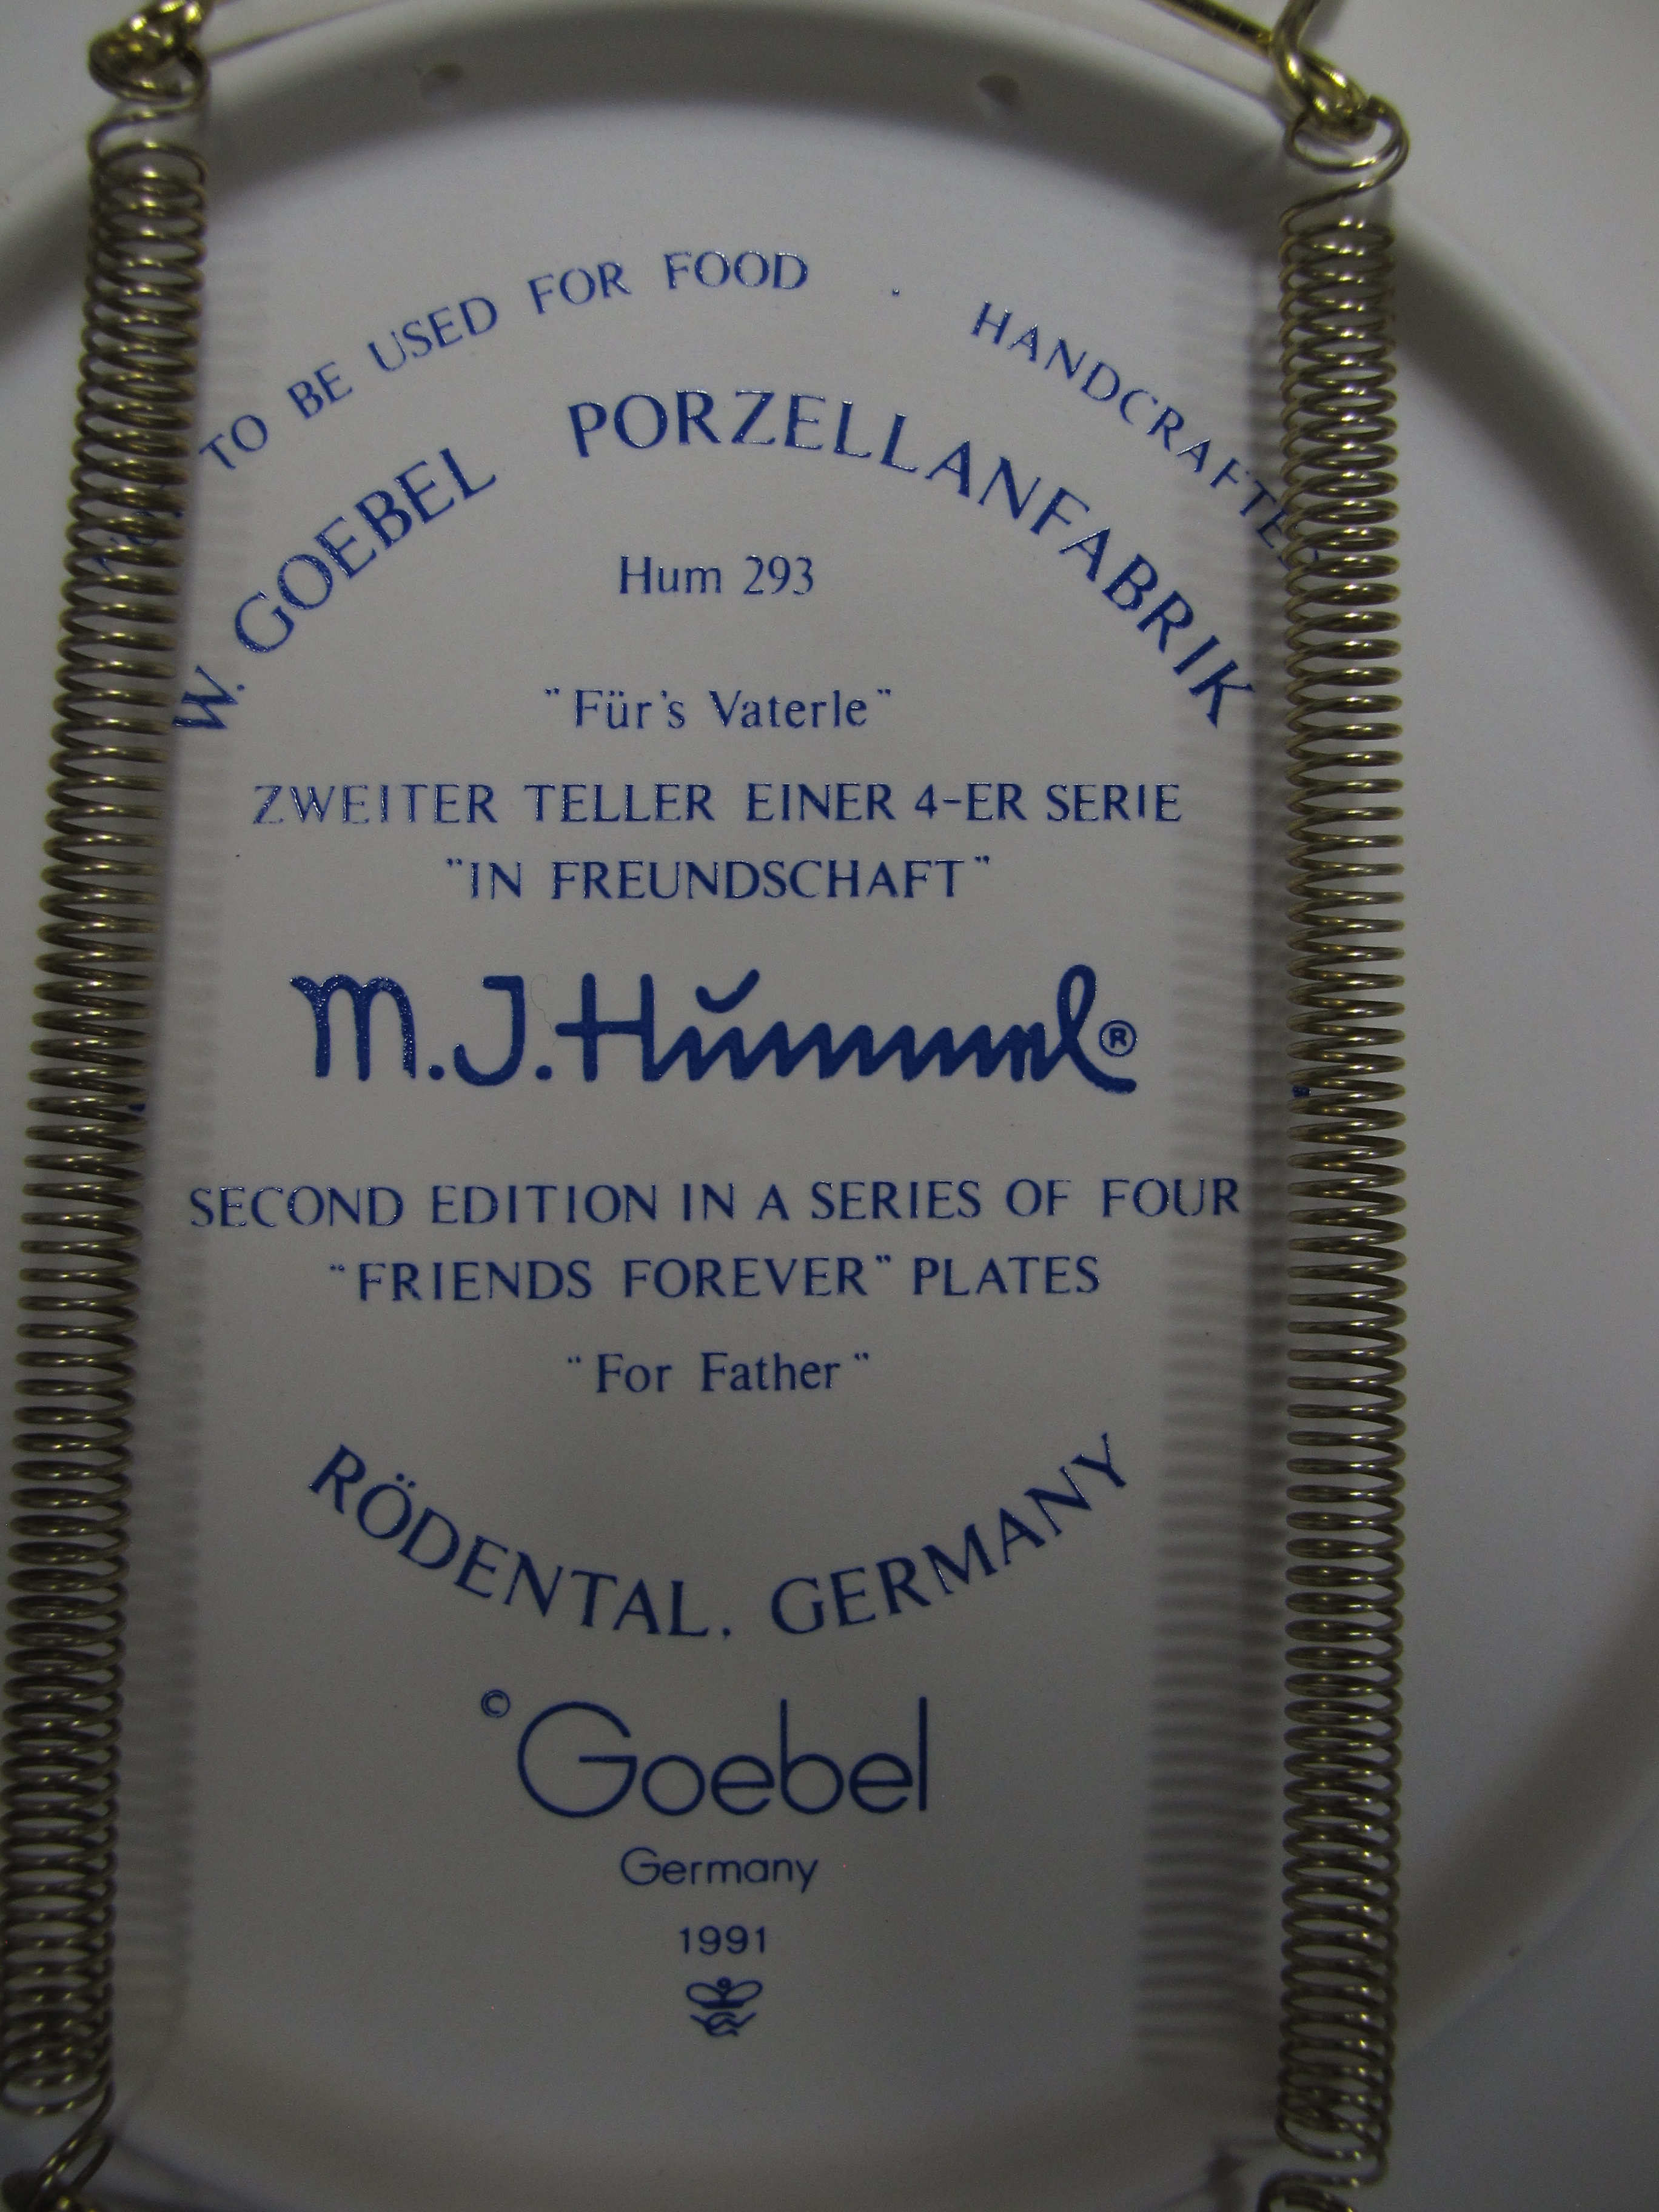 TO BE USED FOR FOOD · HANDCRAFTED
W. GOEBEL PORZELLANFABRIK
Hum 293
"Für's Vaterle"
ZWEITER TELLER EINER 4-ER SERIE
"IN FREUNDSCHAFT"
M.J.Hummel®
SECOND EDITION IN A SERIES OF FOUR
"FRIENDS FOREVER" PLATES
"For Father"
RÖDENTAL, GERMANY
© Goebel
Germany
1991